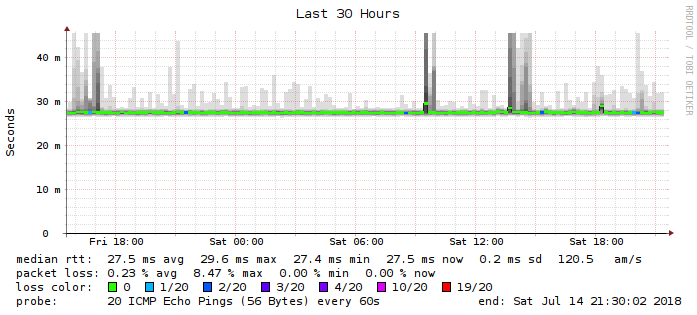 Last 30 Hours
RRDTOOL / TOBI OETIKER
Seconds
40 m
30 m
20 m
10 m
0
Fri 18:00 Sat 00:00 Sat 06:00 Sat 12:00 Sat 18:00
median rtt: 27.5 ms avg 29.6 ms max 27.4 ms min 27.5 ms now 0.2 ms sd 120.5 am/s
packet loss: 0.23 % avg 8.47 % max 0.00 % min 0.00 % now
loss color: 0 1/20 2/20 3/20 4/20 10/20 19/20
probe: 20 ICMP Echo Pings (56 Bytes) every 60s end: Sat Jul 14 21:30:02 2018